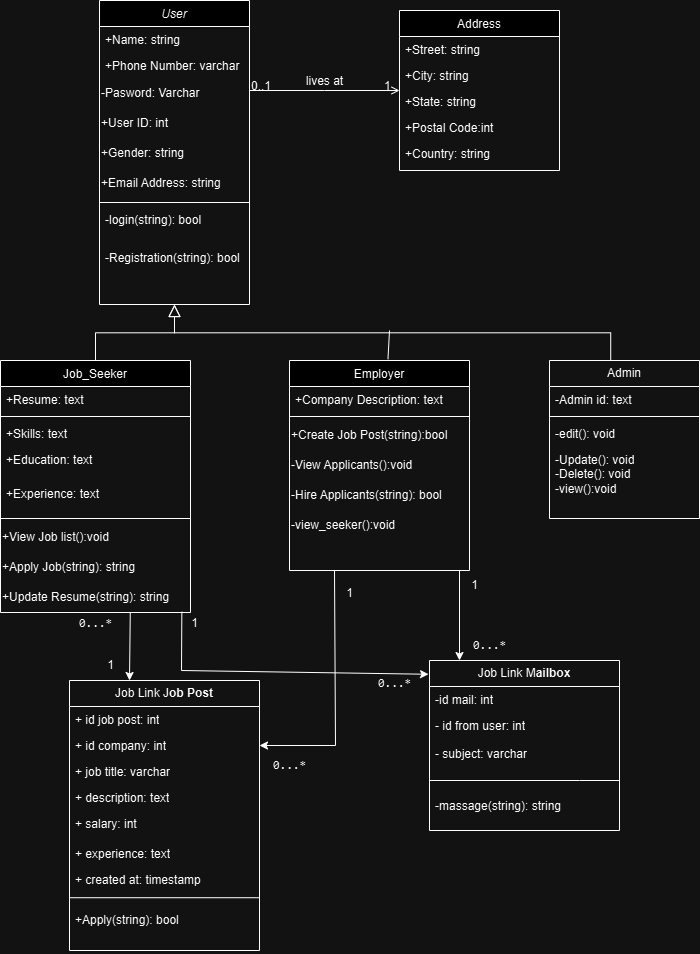 User
+Name: string
+Phone Number: varchar
-Pasword: Varchar
+User ID: int
+Gender: string
+Email Address: string
-login(string): bool
-Registration(string): bool
0..1
lives at
1
Address
+Street: string
+City: string
+State: string
+Postal Code:int
+Country: string
Job_Seeker
+Resume: text
+Skills: text
+Education: text
+Experience: text
+View Job list():void
+Apply Job(string): string
+Update Resume(string): string
Employer
+Company Description: text
+Create Job Post(string):bool
-View Applicants():void
-Hire Applicants(string): bool
-view_seeker():void
Admin
-Admin id: text
-edit(): void
-Update(): void
-Delete(): void
-view():void
0...*
1
1
0...*
1
0...*
1
0...*
Job Link Job Post
+ id job post: int
+ id company: int
+ job title: varchar
+ description: text
+ salary: int
+ experience: text
+ created at: timestamp
+Apply(string): bool
Job Link Mailbox
-id mail: int
- id from user: int
- subject: varchar
-massage(string): string